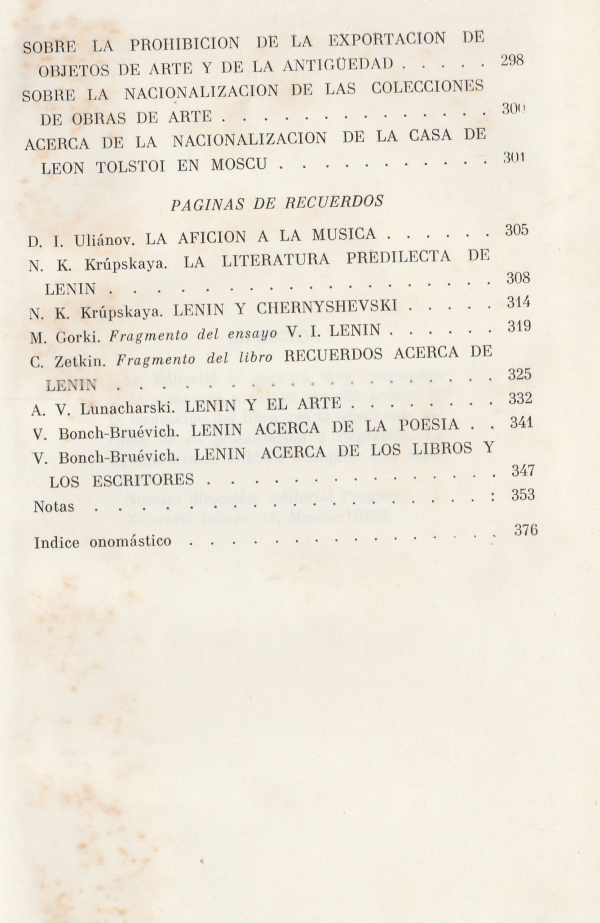 SOBRE LA PROHIBICION DE LA EXPORTACION DE
OBJETOS DE ARTE Y DE LA ANTIGÜEDAD . . . . . 298
SOBRE LA NACIONALIZACION DE LAS COLECCIONES
DE OBRAS DE ARTE . . . . . . . . . . . . . . 300
ACERCA DE LA NACIONALIZACION DE LA CASA DE
LEON TOLSTOI EN MOSCU . . . . . . . . . . . 301
PAGINAS DE RECUERDOS
D. I. Uliánov. LA AFICION A LA MUSICA . . . . . . 305
N. K. Krúpskaya. LA LITERATURA PREDILECTA DE
LENIN . . . . . . . . . . . . . . . . . 308
N. K. Krúpskaya. LENIN Y CHERNYSHEVSKI . . . . . 314
M. Gorki. Fragmento del ensayo V. I. LENIN . . . . . . 319
C. Zetkin. Fragmento del libro RECUERDOS ACERCA DE
LENIN . . . . . . . . . . . . . . . . . 325
A. V. Lunacharski. LENIN Y EL ARTE . . . . . . . . 332
V. Bonch-Bruévich. LENIN ACERCA DE LA POESIA . . 341
V. Bonch-Bruévich. LENIN ACERCA DE LOS LIBROS Y
LOS ESCRITORES . . . . . . . . . . . . . 347
Notas . . . . . . . . . . . . . . . . . . : 353
Indice onomástico . . . . . . . . . . . . . . 376